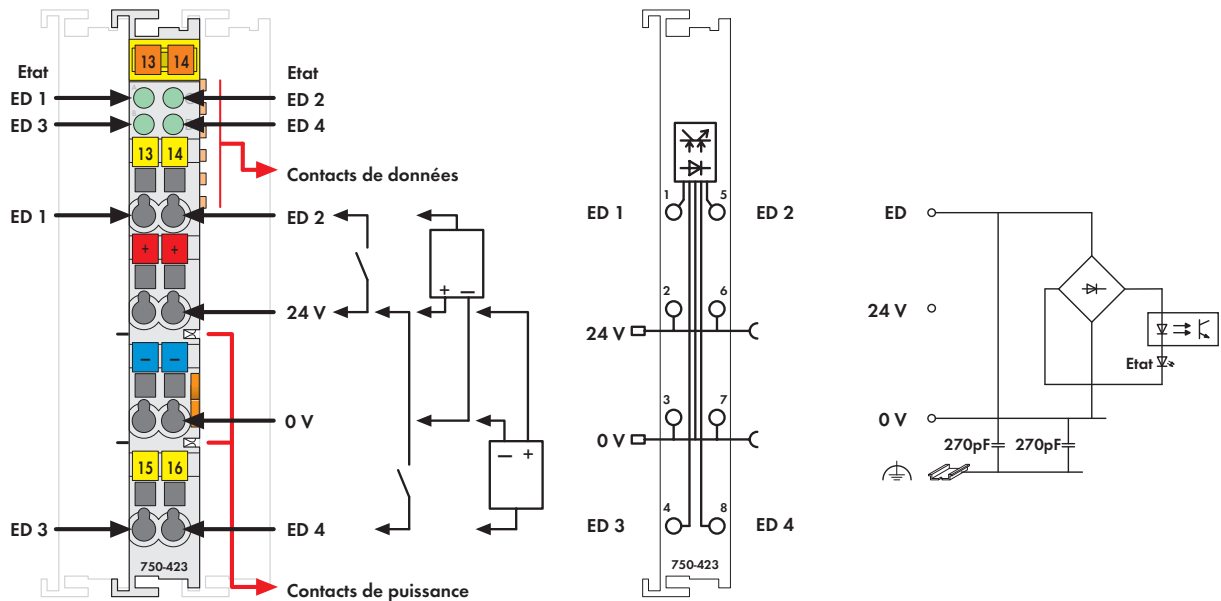 13 14
Etat
Etat
ED 1
ED 2
ED 3
ED 4
13 14
Contacts de données
ED 1
ED 2
+ +
+ −
24 V
− −
0 V
− +
15 16
ED 3
ED 4
750-423
Contacts de puissance
1 5
ED 1
ED 2
2 6
24 V
3 7
0 V
4 8
ED 3
ED 4
750-423
ED
24 V
Etat
0 V
270pF 270pF